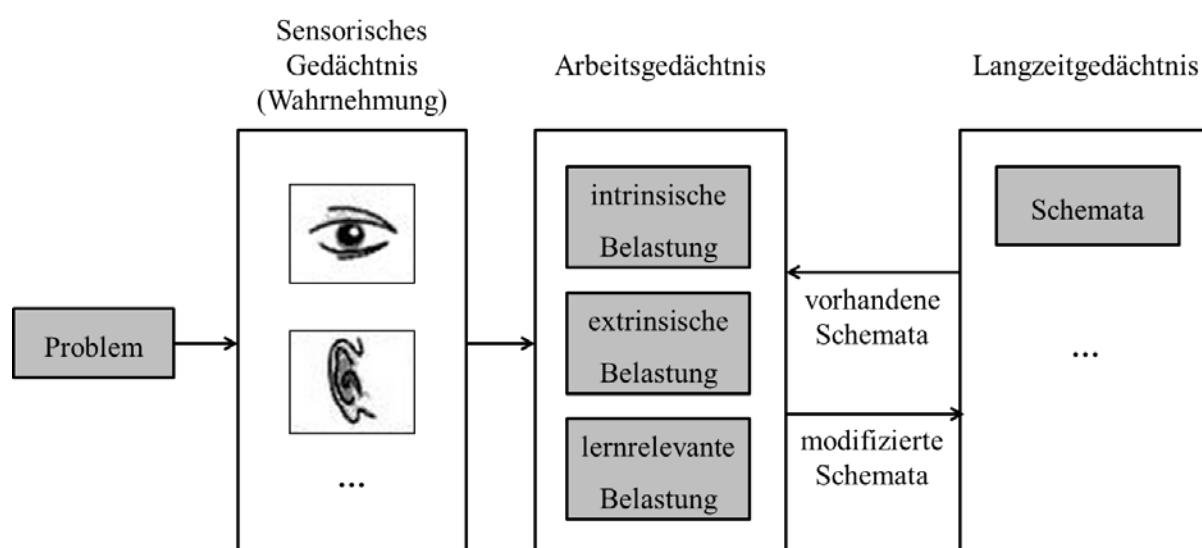 Sensorisches
Gedächtnis
(Wahrnehmung)
Arbeitsgedächtnis
Langzeitgedächtnis
Problem
...
intrinsische
Belastung
extrinsische
Belastung
lernrelevante
Belastung
vorhandene
Schemata
modifizierte
Schemata
Schemata
...